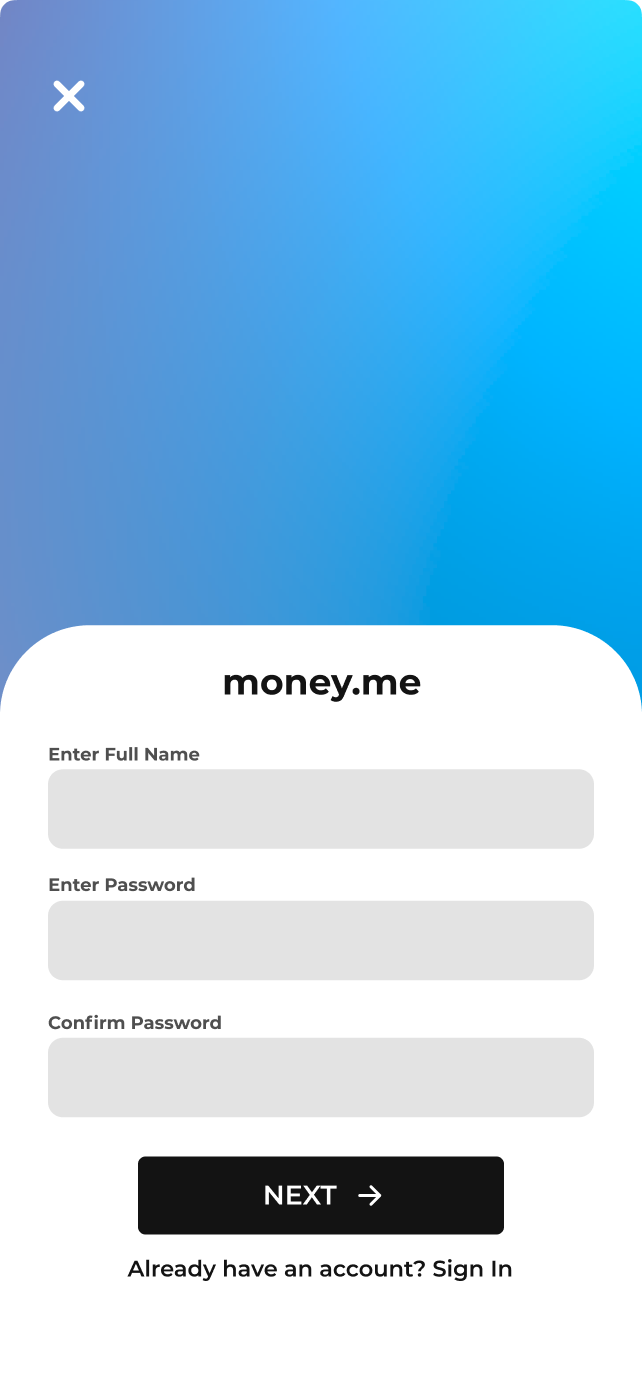 money.me
Enter Full Name
Enter Password
Confirm Password
NEXT
Already have an account? Sign In